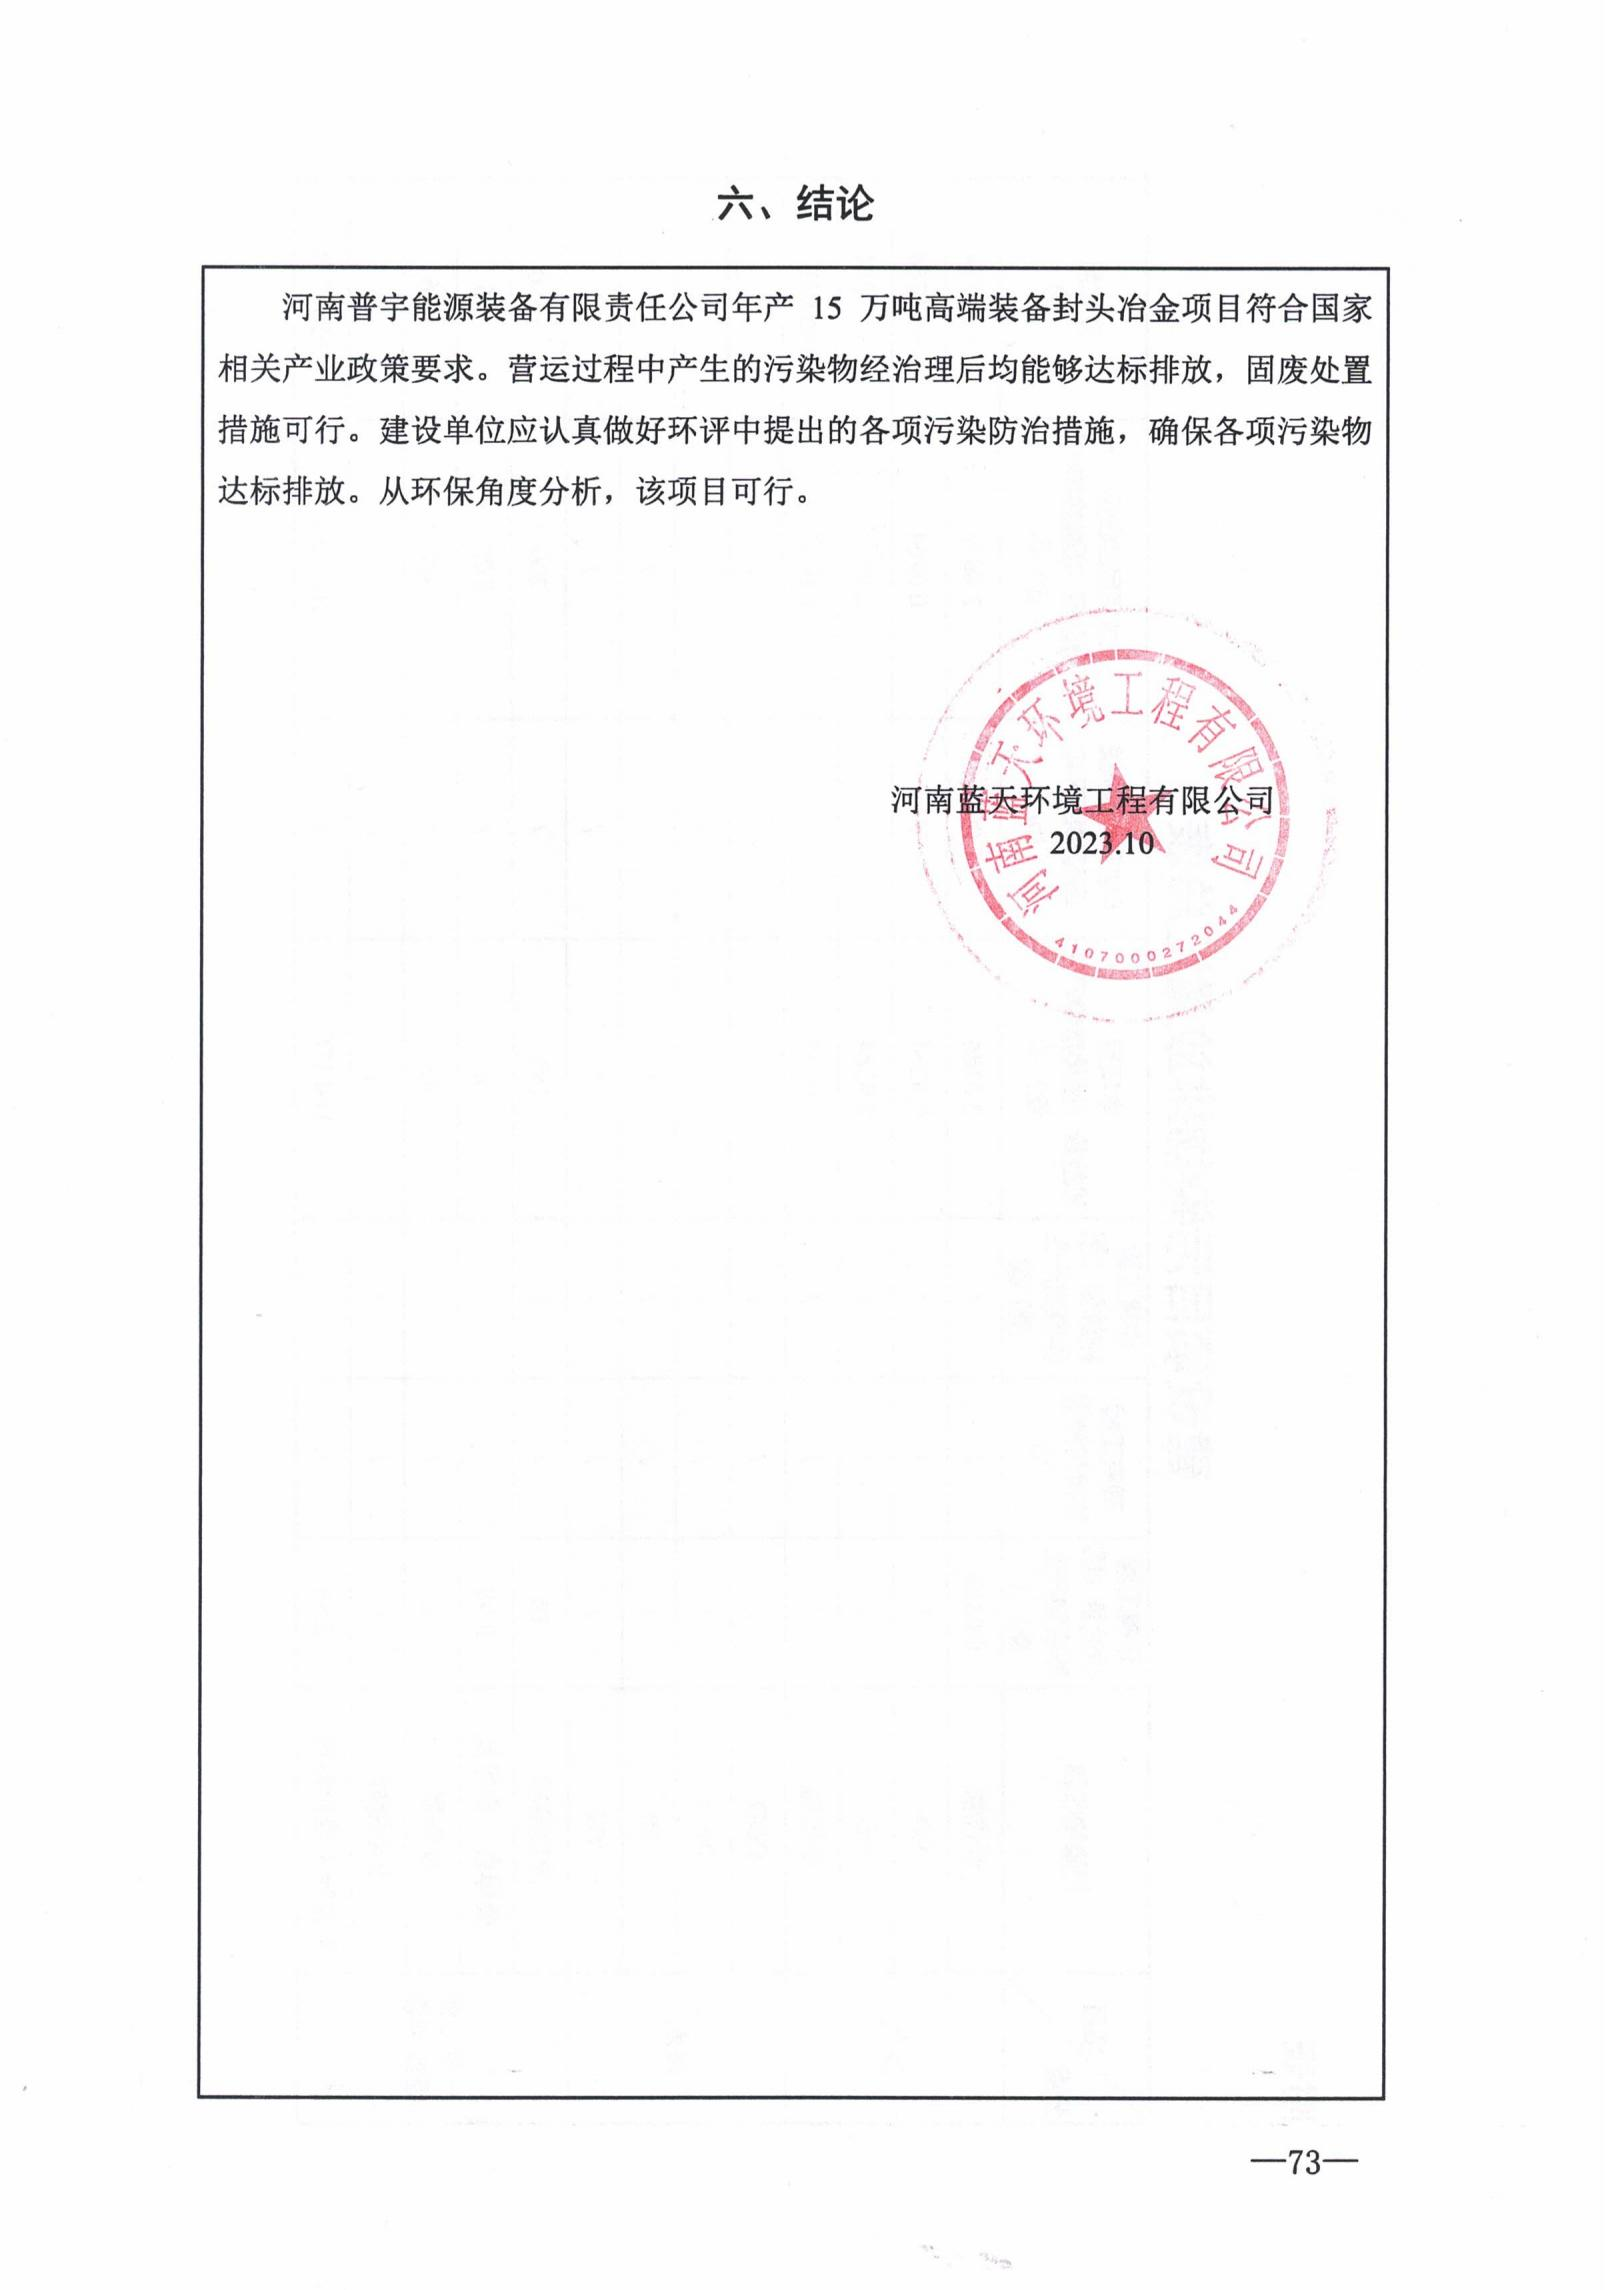 六、结论
河南普宇能源装备有限责任公司年产 15 万吨高端装备封头冶金项目符合国家
相关产业政策要求。营运过程中产生的污染物经治理后均能够达标排放，固废处置
措施可行。建设单位应认真做好环评中提出的各项污染防治措施，确保各项污染物
达标排放。从环保角度分析，该项目可行。
河南蓝天环境工程有限公司
河南蓝天环境工程有限公司
2023.10
4107000272044
—73—